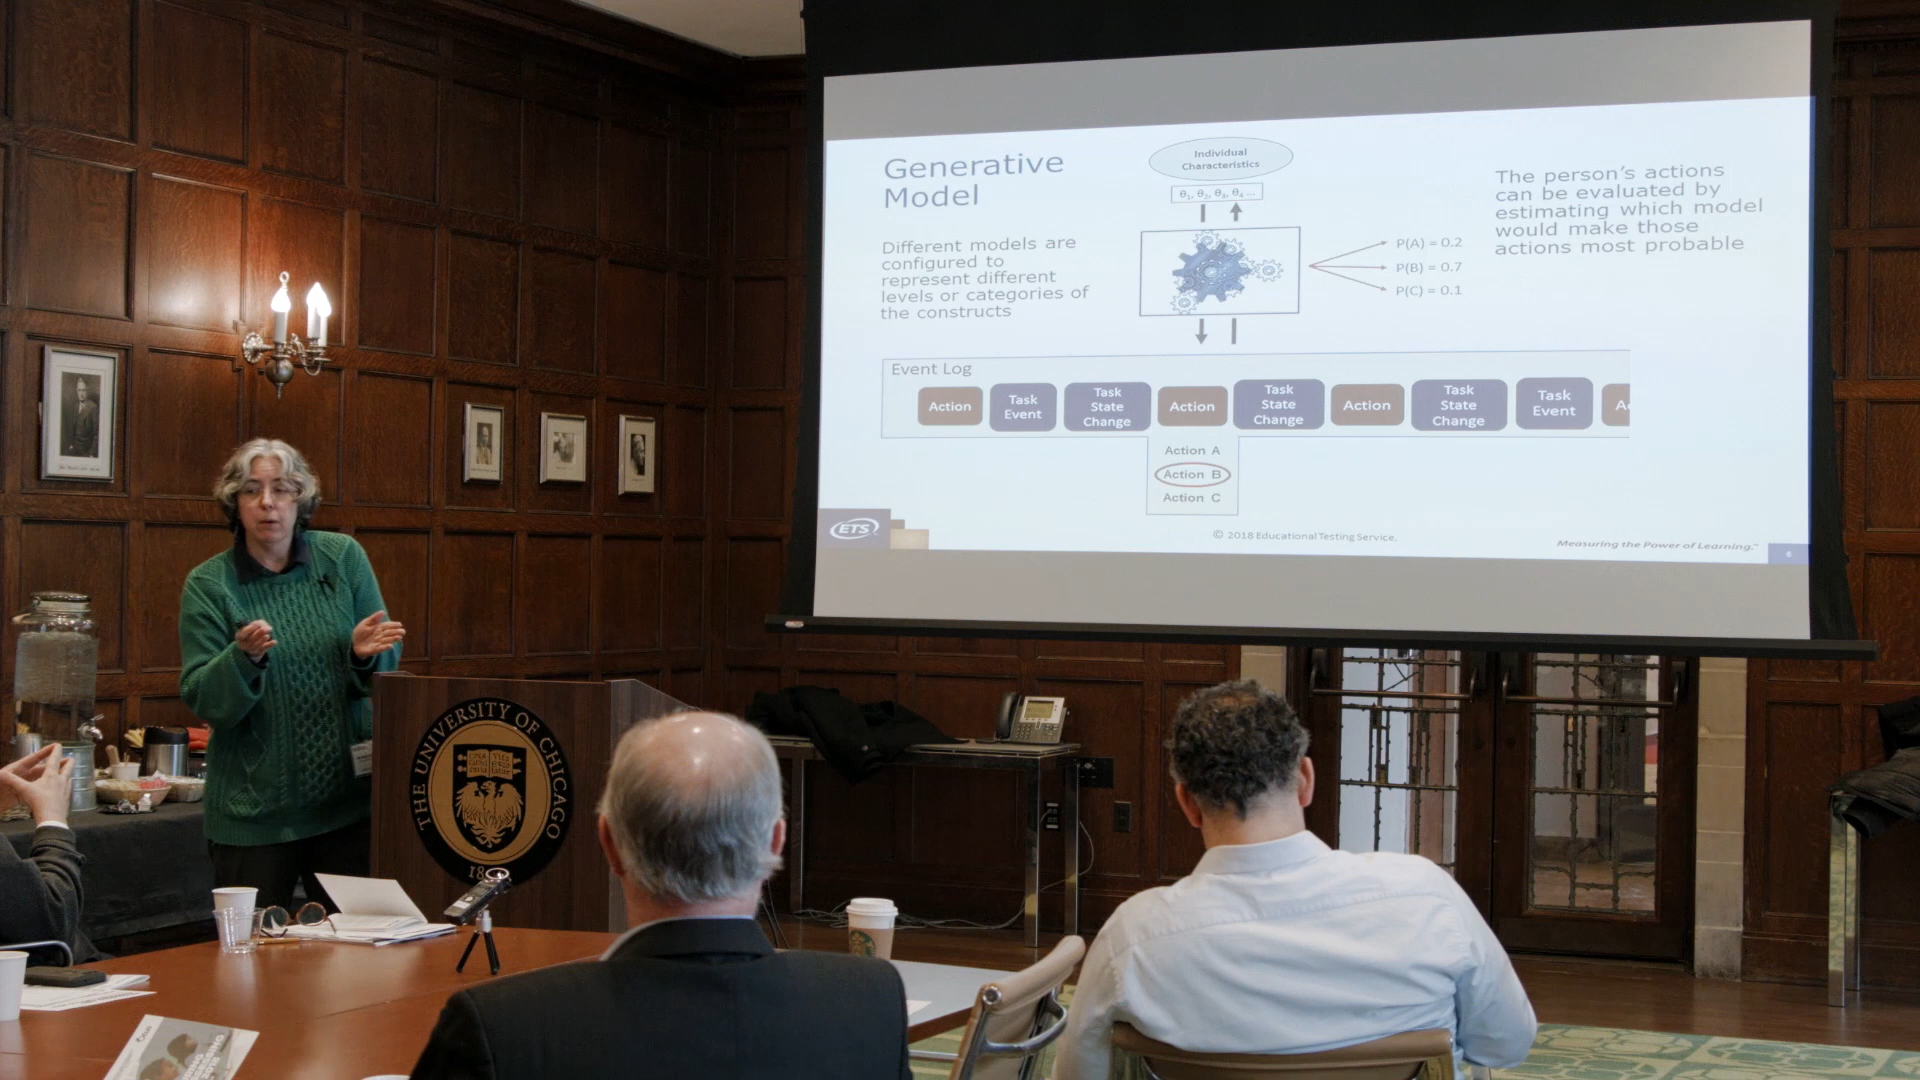 Generative
Model
Different models are
configured to
represent different
levels or categories of
the constructs
Individual
Characteristics
θ1, θ2, θ3, θ4 ...
P(A) = 0.2
P(B) = 0.7
P(C) = 0.1
The person's actions
can be evaluated by
estimating which model
would make those
actions most probable
Event Log
Action
Task
Event
Task
State
Change
Action
Task
State
Change
Action
Task
State
Change
Task
Event
Action A
Action B
Action C
ETS
© 2018 Educational Testing Service.
Measuring the Power of Learning.™
6
THE UNIVERSITY OF CHICAGO